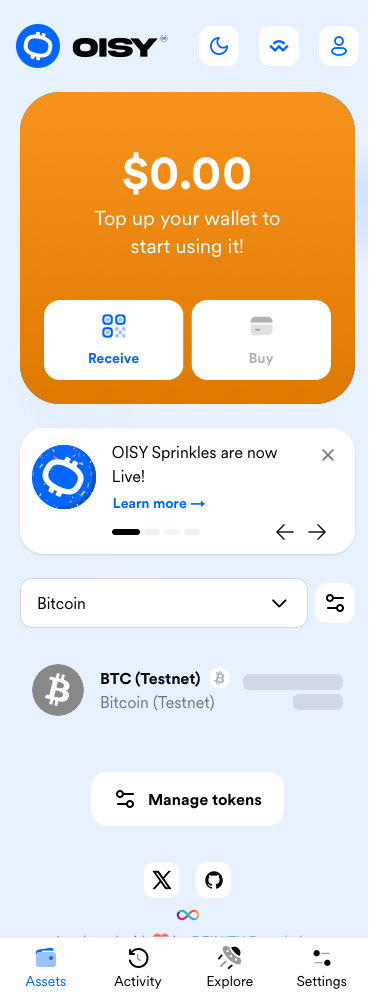 OISY
$0.00
Top up your wallet to
start using it!
Receive
Buy
OISY Sprinkles are now
Live!
Learn more →
Bitcoin
BTC (Testnet)
Bitcoin (Testnet)
Manage tokens
Assets
Activity
Explore
Settings